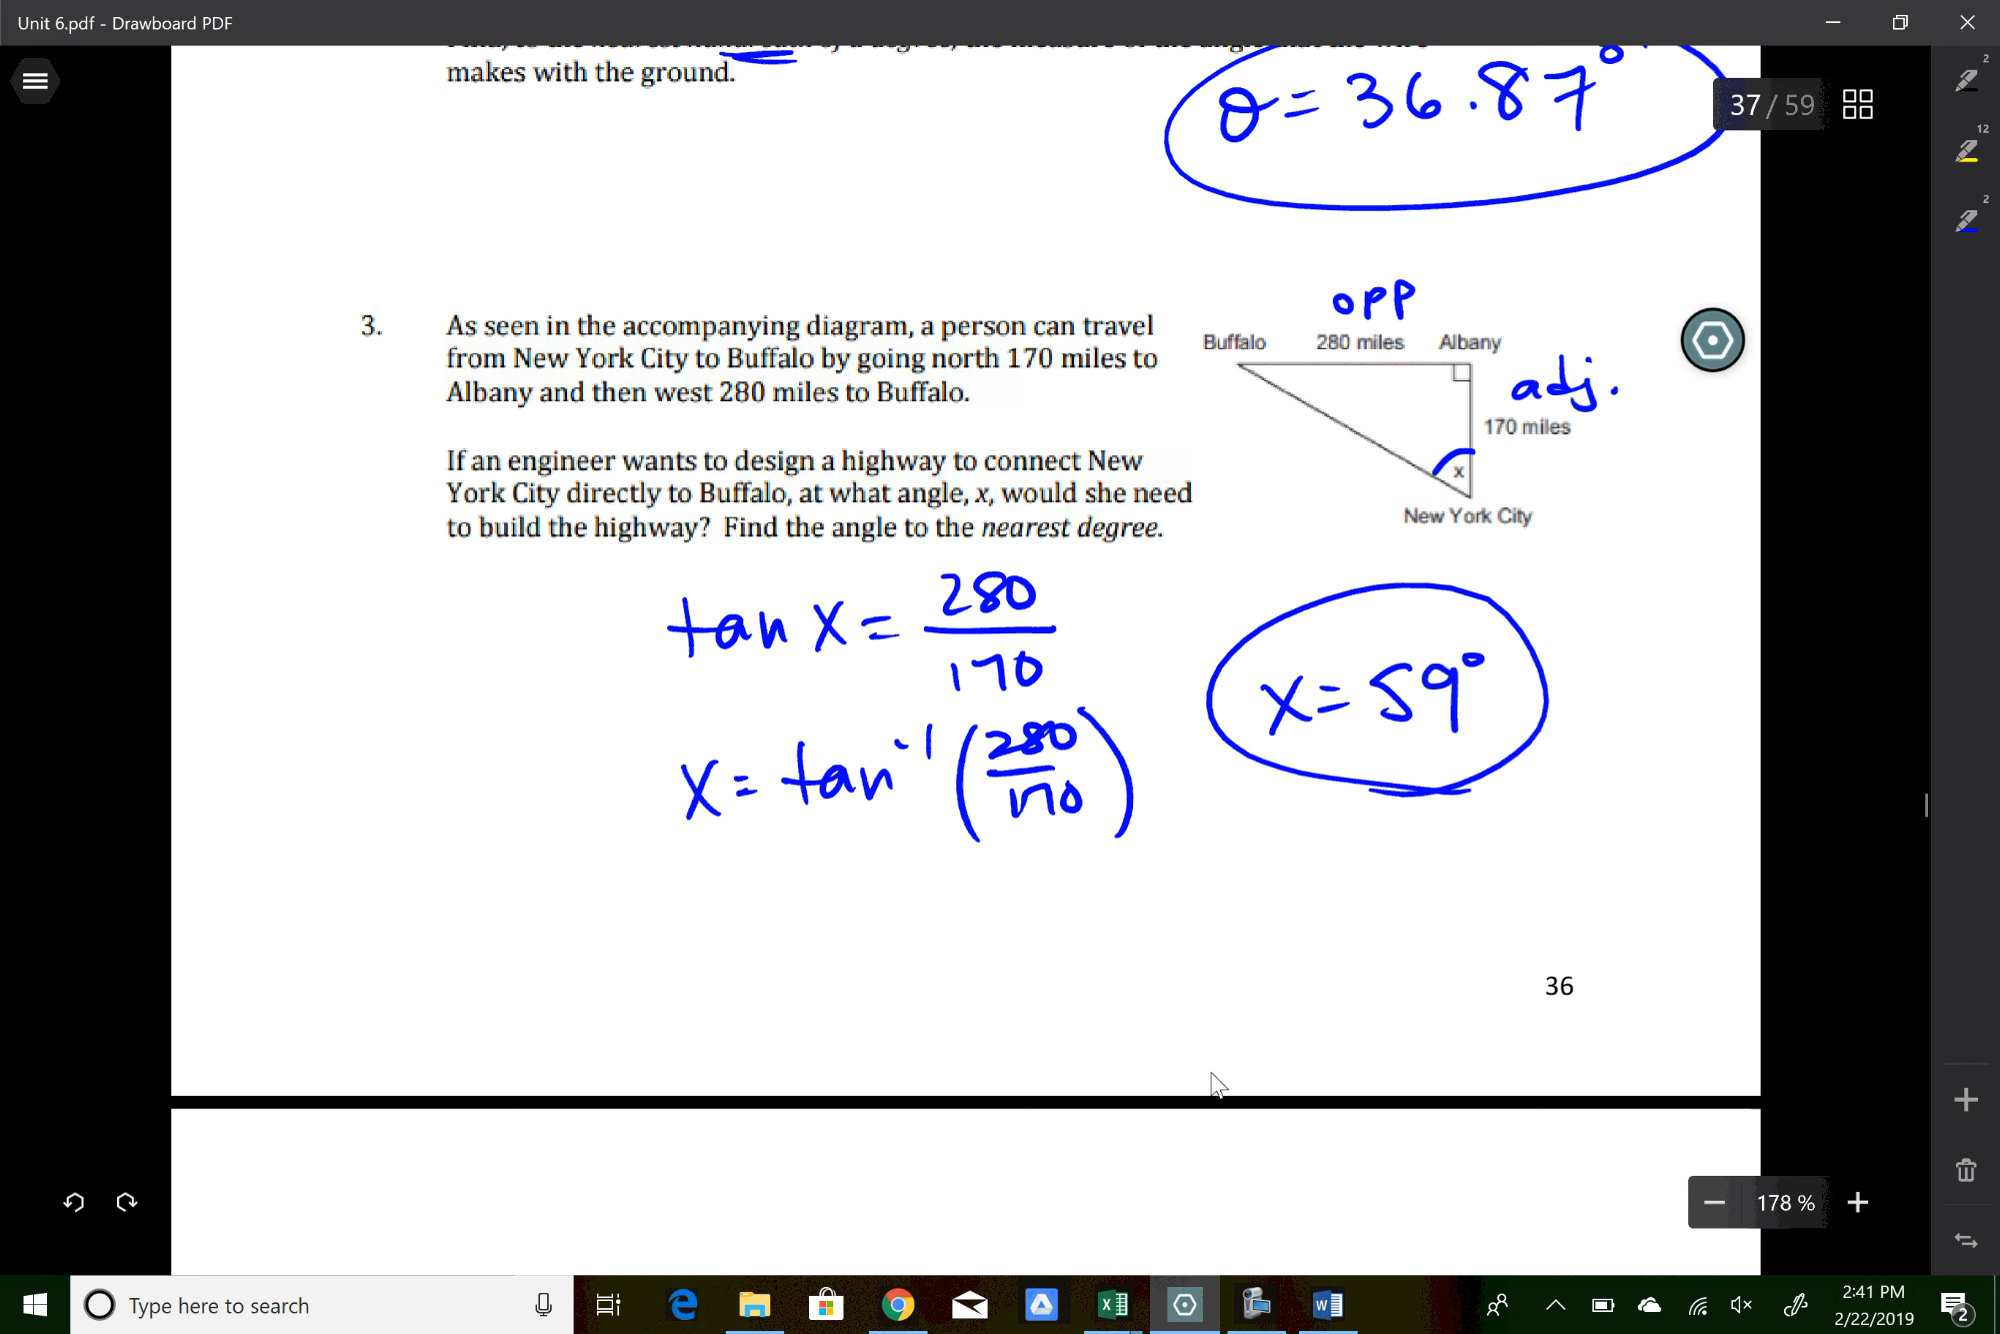 Unit 6.pdf - Drawboard PDF
makes with the ground.
θ = 36.87°
37 / 59
2
12
2
3. As seen in the accompanying diagram, a person can travel
from New York City to Buffalo by going north 170 miles to
Albany and then west 280 miles to Buffalo.
If an engineer wants to design a highway to connect New
York City directly to Buffalo, at what angle, x, would she need
to build the highway? Find the angle to the nearest degree.
opp
Buffalo 280 miles Albany
adj.
170 miles
x
New York City
tan x = 280/170
x = tan⁻¹ (280/170)
x = 59°
36
178 %
Type here to search
2:41 PM
2/22/2019
2